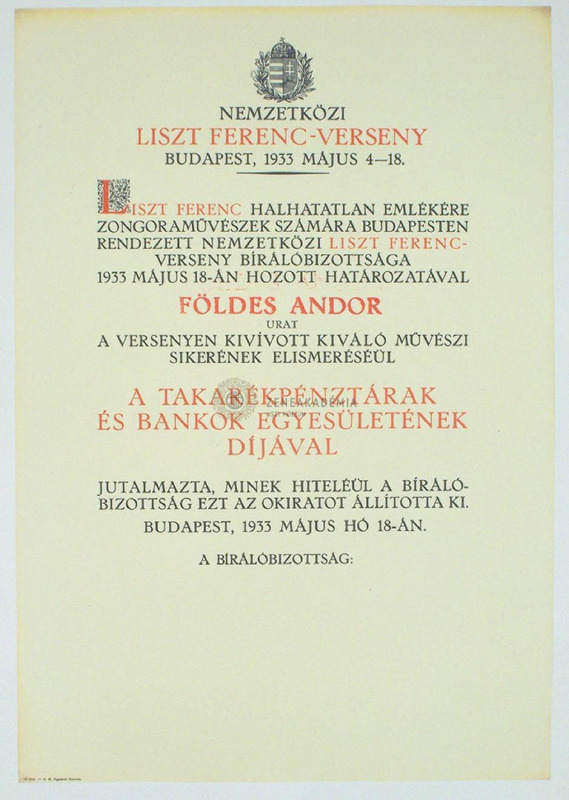 NEMZETKÖZI
LISZT FERENC-VERSENY
BUDAPEST, 1933 MÁJUS 4—18.
LISZT FERENC HALHATATLAN EMLÉKÉRE
ZONGORAMŰVÉSZEK SZÁMÁRA BUDAPESTEN
RENDEZETT NEMZETKÖZI LISZT FERENC-
VERSENY BÍRÁLÓBIZOTTSÁGA
1933 MÁJUS 18-ÁN HOZOTT HATÁROZATÁVAL
FÖLDES ANDOR
URAT
A VERSENYEN KIVÍVOTT KIVÁLÓ MŰVÉSZI
SIKERÉNEK ELISMERÉSÉÜL
A TAKARÉKPÉNZTÁRAK
ZENEAKADÉMIA
ÉS BANKOK EGYESÜLETÉNEK
DÍJÁVAL
JUTALMAZTA, MINEK HITELÉÜL A BÍRÁLÓ-
BIZOTTSÁG EZT AZ OKIRATOT ÁLLÍTOTTA KI.
BUDAPEST, 1933 MÁJUS HÓ 18-ÁN.
A BÍRÁLÓBIZOTTSÁG: